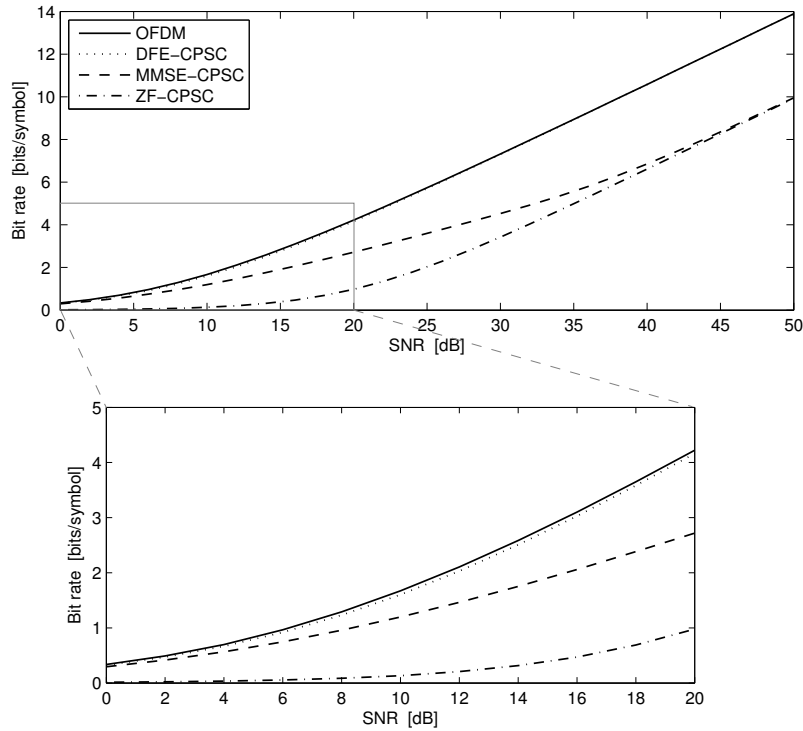 14
12
10
8
6
4
2
0
Bit rate [bits/symbol]
OFDM
DFE−CPSC
MMSE−CPSC
ZF−CPSC
0 5 10 15 20 25 30 35 40 45 50
SNR [dB]
5
4
3
2
1
0
Bit rate [bits/symbol]
0 2 4 6 8 10 12 14 16 18 20
SNR [dB]